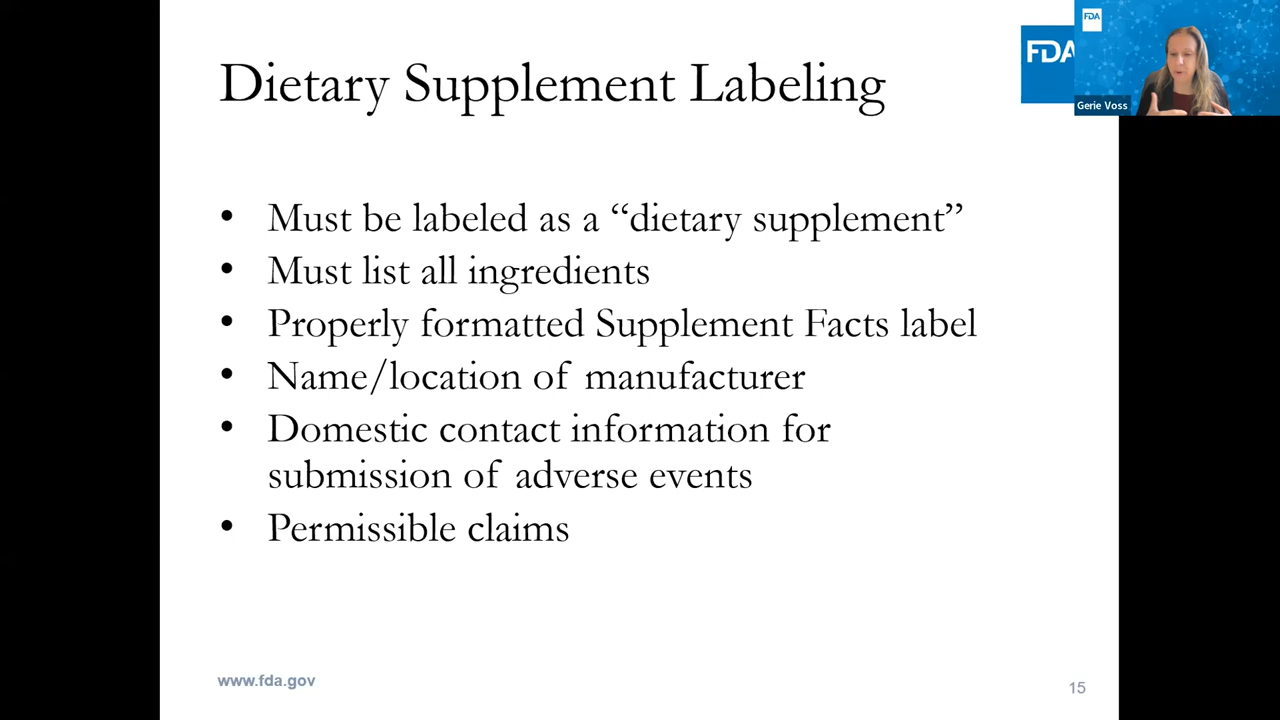 Dietary Supplement Labeling
FDA
FDA
Gerie Voss
• Must be labeled as a “dietary supplement”
• Must list all ingredients
• Properly formatted Supplement Facts label
• Name/location of manufacturer
• Domestic contact information for
submission of adverse events
• Permissible claims
www.fda.gov
15